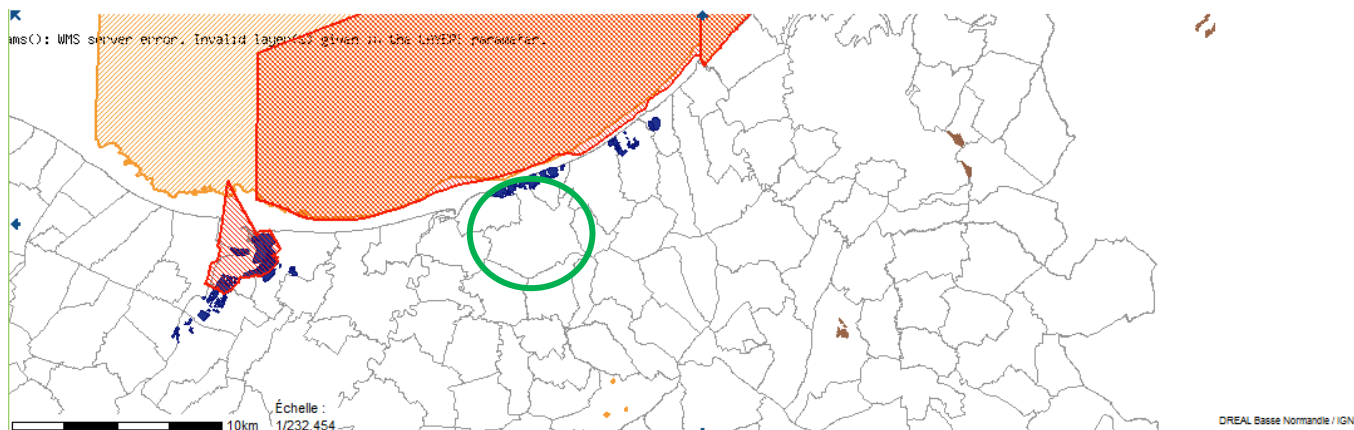 ams(): WMS server error. Invalid layer(s) given in the LAYERS parameter.
Échelle :
10km 1/232.454
DREAL Basse Normandie / IGN